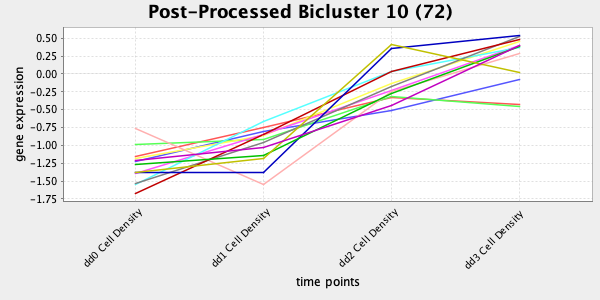 Post-Processed Bicluster 10 (72)
gene expression
0.50
0.25
0.00
-0.25
-0.50
-0.75
-1.00
-1.25
-1.50
-1.75
dd0 Cell Density
dd1 Cell Density
dd2 Cell Density
dd3 Cell Density
time points